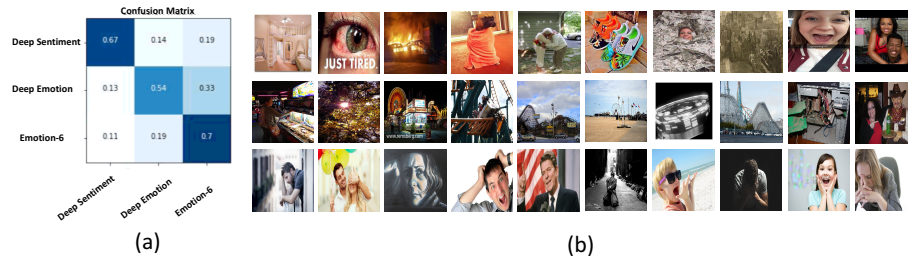 Confusion Matrix
Deep Sentiment
0.67
0.14
0.19
Deep Emotion
0.13
0.54
0.33
Emotion-6
0.11
0.19
0.7
Deep Sentiment
Deep Emotion
Emotion-6
(a)
JUST TIRED.
(b)